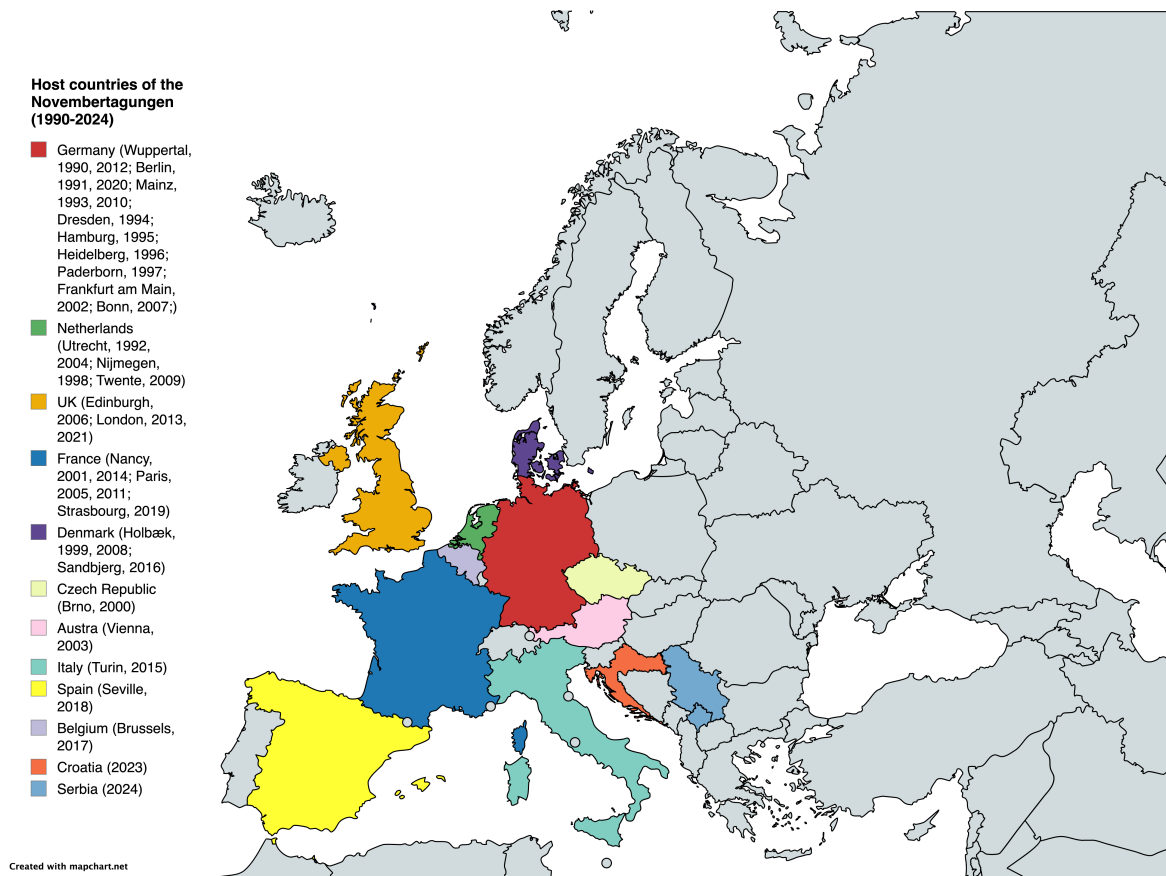 Host countries of the
Novembertagungen
(1990-2024)
Germany (Wuppertal,
1990, 2012; Berlin,
1991, 2020; Mainz,
1993, 2010;
Dresden, 1994;
Hamburg, 1995;
Heidelberg, 1996;
Paderborn, 1997;
Frankfurt am Main,
2002; Bonn, 2007;)
Netherlands
(Utrecht, 1992,
2004; Nijmegen,
1998; Twente, 2009)
UK (Edinburgh,
2006; London, 2013,
2021)
France (Nancy,
2001, 2014; Paris,
2005, 2011;
Strasbourg, 2019)
Denmark (Holbæk,
1999, 2008;
Sandbjerg, 2016)
Czech Republic
(Brno, 2000)
Austra (Vienna,
2003)
Italy (Turin, 2015)
Spain (Seville,
2018)
Belgium (Brussels,
2017)
Croatia (2023)
Serbia (2024)
Created with mapchart.net